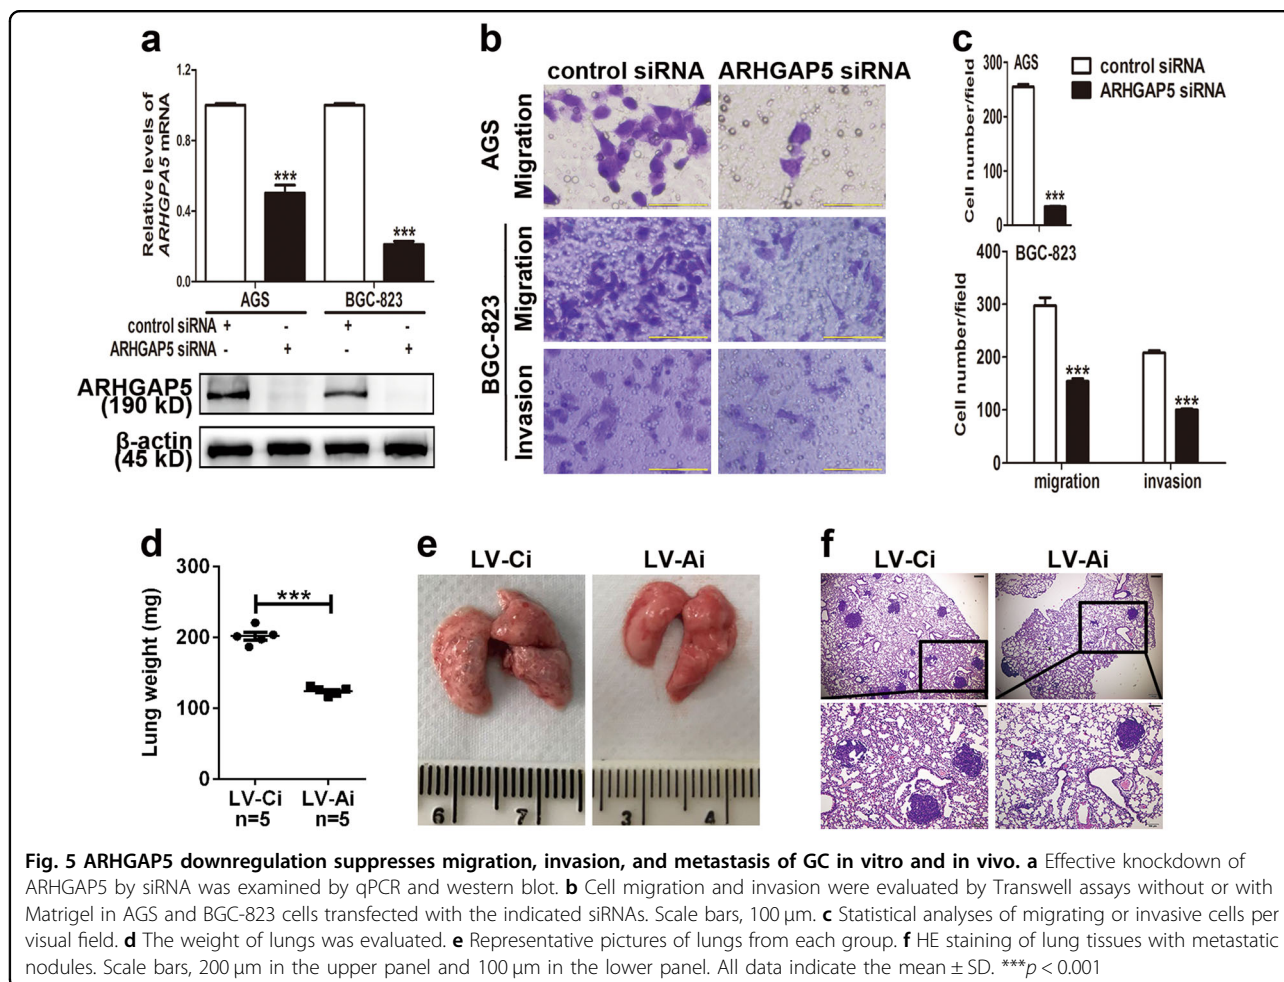 a
1.2
0.8
0.4
0.0
Relative levels of
ARHGPA5 mRNA
***
***
AGS
BGC-823
control siRNA + - + -
ARHGAP5 siRNA - + - +
ARHGAP5
(190 kD)
β-actin
(45 kD)
b
control siRNA ARHGAP5 siRNA
AGS
Migration
BGC-823
Migration
Invasion
c
control siRNA
ARHGAP5 siRNA
AGS
300
200
100
0
Cell number/field
***
BGC-823
400
300
200
100
0
Cell number/field
***
***
migration invasion
d
300
200
100
0
Lung weight (mg)
***
LV-Ci LV-Ai
n=5 n=5
e
LV-Ci LV-Ai
6 7 3 4
f
LV-Ci LV-Ai
Fig. 5 ARHGAP5 downregulation suppresses migration, invasion, and metastasis of GC in vitro and in vivo. a Effective knockdown of
ARHGAP5 by siRNA was examined by qPCR and western blot. b Cell migration and invasion were evaluated by Transwell assays without or with
Matrigel in AGS and BGC-823 cells transfected with the indicated siRNAs. Scale bars, 100 μm. c Statistical analyses of migrating or invasive cells per
visual field. d The weight of lungs was evaluated. e Representative pictures of lungs from each group. f HE staining of lung tissues with metastatic
nodules. Scale bars, 200 μm in the upper panel and 100 μm in the lower panel. All data indicate the mean ± SD. ***p < 0.001